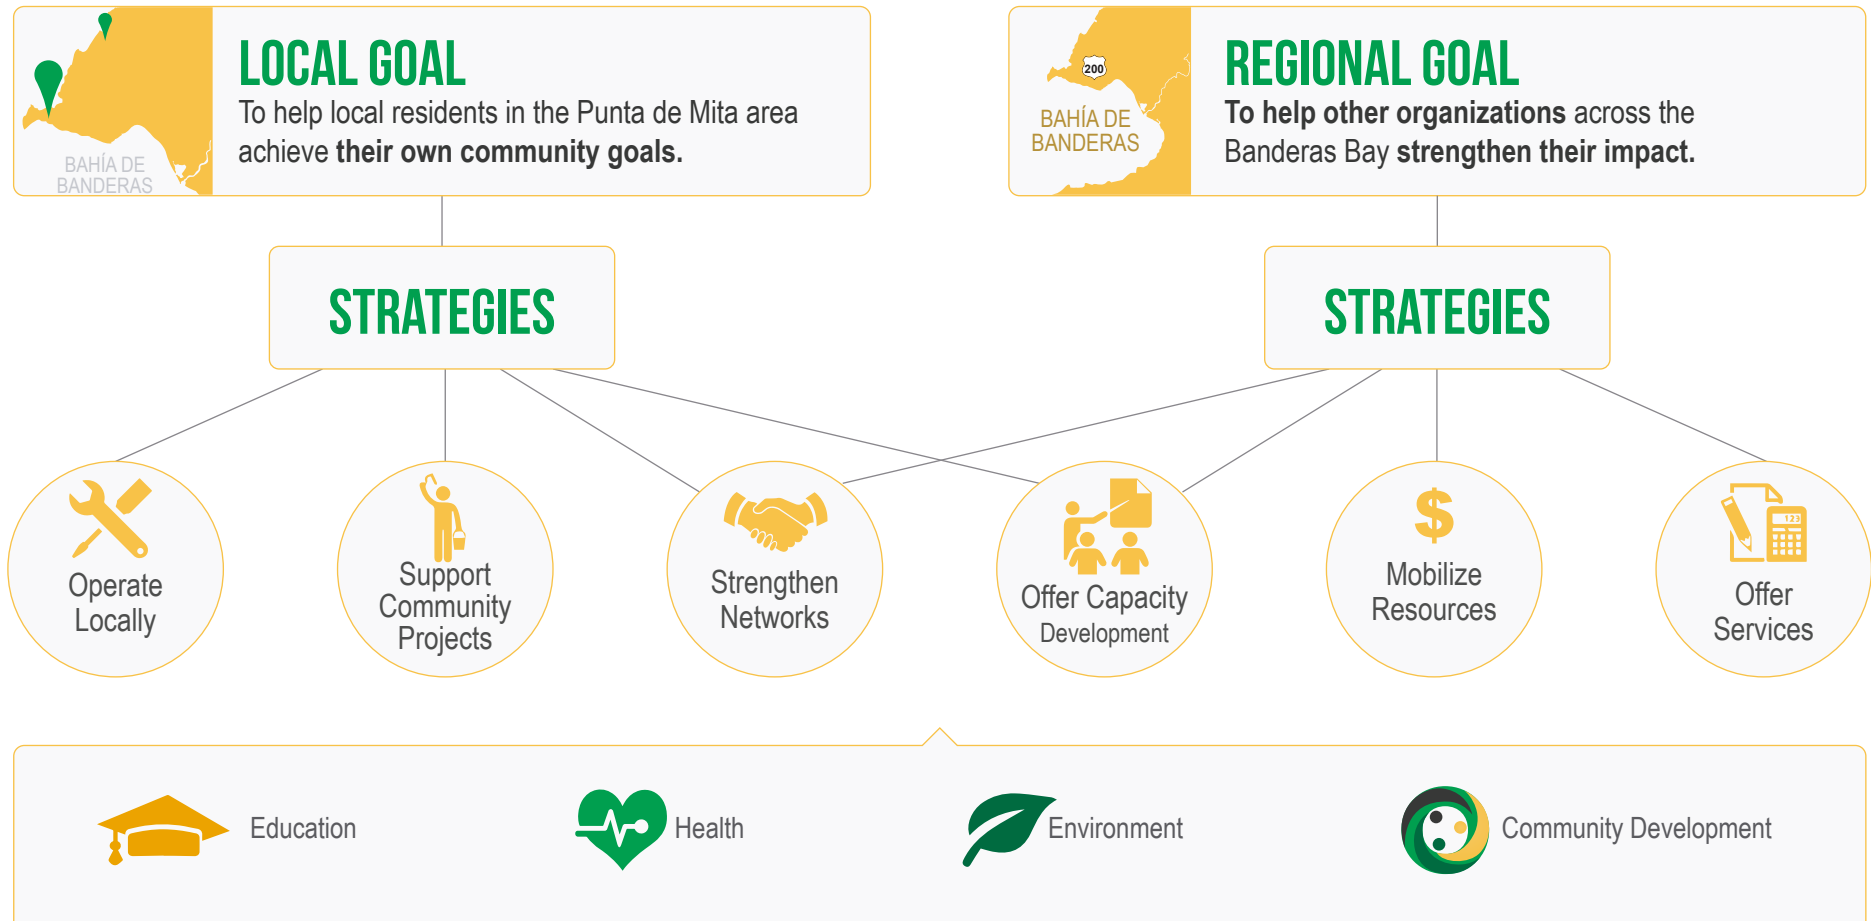 LOCAL GOAL
To help local residents in the Punta de Mita area
achieve their own community goals.
BAHÍA DE
BANDERAS
REGIONAL GOAL
To help other organizations across the
Banderas Bay strengthen their impact.
200
BAHÍA DE
BANDERAS
STRATEGIES
STRATEGIES
Operate
Locally
Support
Community
Projects
Strengthen
Networks
Offer Capacity
Development
Mobilize
Resources
$
123
Offer
Services
Education
Health
Environment
Community Development